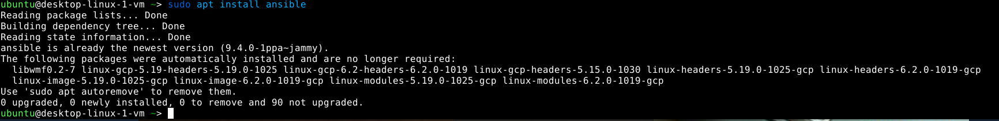 ubuntu@desktop-linux-1-vm ~> sudo apt install ansible
Reading package lists... Done
Building dependency tree... Done
Reading state information... Done
ansible is already the newest version (9.4.0-1ppa~jammy).
The following packages were automatically installed and are no longer required:
  libwmf0.2-7 linux-gcp-5.19-headers-5.19.0-1025 linux-gcp-6.2-headers-6.2.0-1019 linux-gcp-headers-5.15.0-1030 linux-headers-5.19.0-1025-gcp linux-headers-6.2.0-1019-gcp
  linux-image-5.19.0-1025-gcp linux-image-6.2.0-1019-gcp linux-modules-5.19.0-1025-gcp linux-modules-6.2.0-1019-gcp
Use 'sudo apt autoremove' to remove them.
0 upgraded, 0 newly installed, 0 to remove and 90 not upgraded.
ubuntu@desktop-linux-1-vm ~>